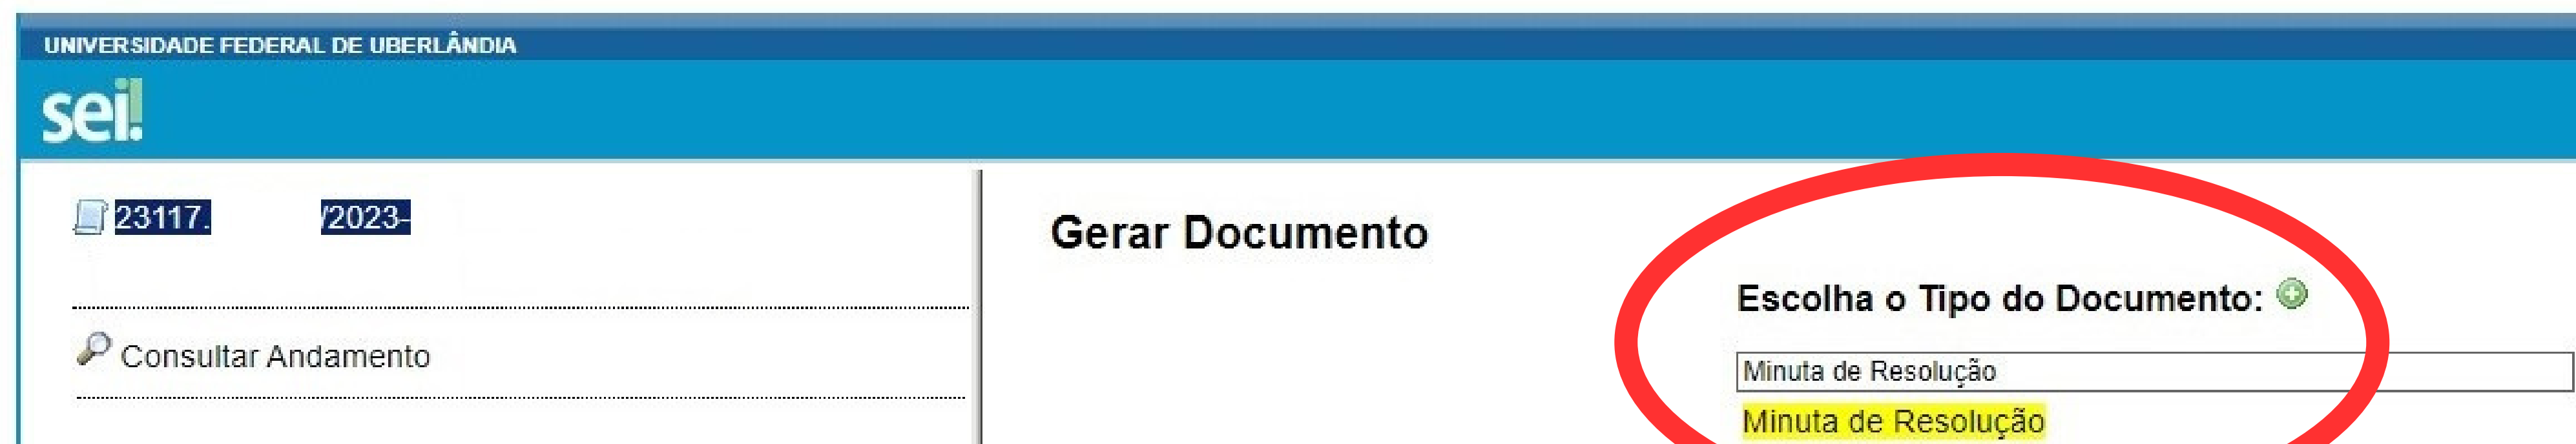 UNIVERSIDADE FEDERAL DE UBERLÂNDIA
sei!
23117. /2023-
Consultar Andamento
Gerar Documento
Escolha o Tipo do Documento:
Minuta de Resolução
Minuta de Resolução